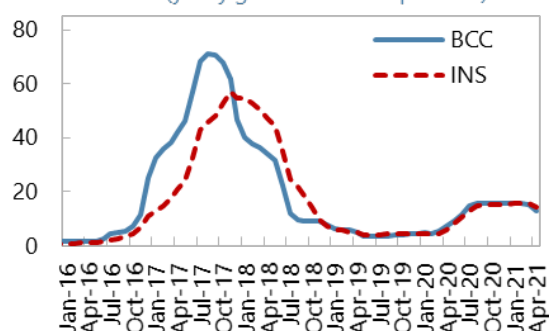 80
60
40
20
0
BCC
INS
Jan-16
Apr-16
Jul-16
Oct-16
Jan-17
Apr-17
Jul-17
Oct-17
Jan-18
Apr-18
Jul-18
Oct-18
Jan-19
Apr-19
Jul-19
Oct-19
Jan-20
Apr-20
Jul-20
Oct-20
Jan-21
Apr-21